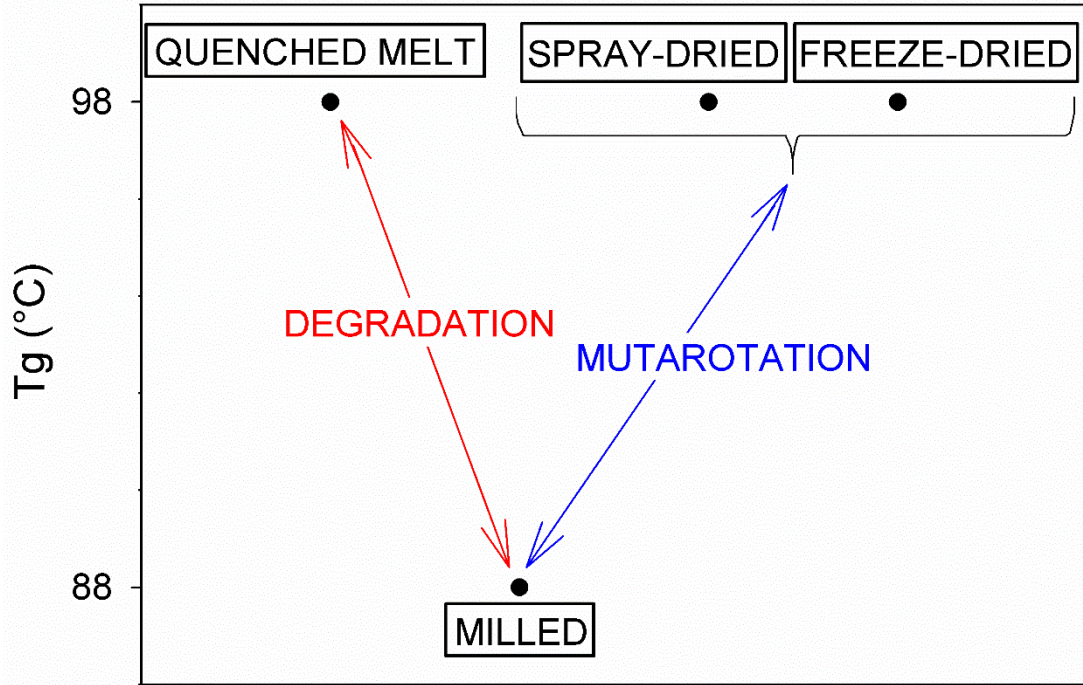 QUENCHED MELT
SPRAY-DRIED
FREEZE-DRIED
98
DEGRADATION
MUTAROTATION
Tg (°C)
88
MILLED